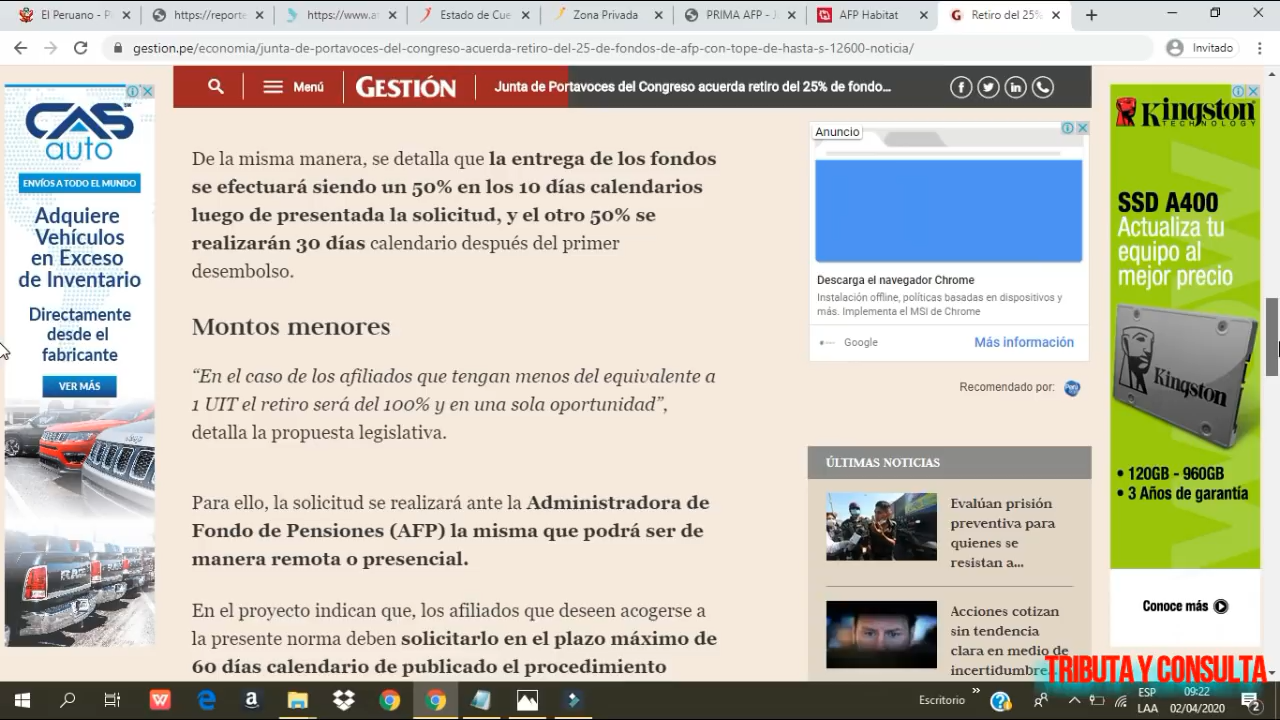 El Peruano - P
https://reporte
https://www.a
Estado de Cue
Zona Privada
PRIMA AFP - J
AFP Habitat
Retiro del 25%
gestion.pe/economia/junta-de-portavoces-del-congreso-acuerda-retiro-del-25-de-fondos-de-afp-con-tope-de-hasta-s-12600-noticia/
Invitado
Menú
GESTIÓN
Junta de Portavoces del Congreso acuerda retiro del 25% de fondo...
CAS
auto
ENVÍOS A TODO EL MUNDO
Adquiere
Vehículos
en Exceso
de Inventario
Directamente
desde el
fabricante
VER MÁS
De la misma manera, se detalla que la entrega de los fondos
se efectuará siendo un 50% en los 10 días calendarios
luego de presentada la solicitud, y el otro 50% se
realizarán 30 días calendario después del primer
desembolso.
Montos menores
“En el caso de los afiliados que tengan menos del equivalente a
1 UIT el retiro será del 100% y en una sola oportunidad”,
detalla la propuesta legislativa.
Para ello, la solicitud se realizará ante la Administradora de
Fondo de Pensiones (AFP) la misma que podrá ser de
manera remota o presencial.
En el proyecto indican que, los afiliados que deseen acogerse a
la presente norma deben solicitarlo en el plazo máximo de
60 días calendario de publicado el procedimiento
Anuncio
Descarga el navegador Chrome
Instalación offline, políticas basadas en dispositivos y
más. Implementa el MSI de Chrome
Google
Más información
Recomendado por:
ÚLTIMAS NOTICIAS
Evalúan prisión
preventiva para
quienes se
resistan a...
Acciones cotizan
sin tendencia
clara en medio de
incertidumbre
Kingston
TECHNOLOGY
SSD A400
Actualiza tu
equipo al
mejor precio
Kingston
• 120GB - 960GB
• 3 Años de garantía
Conoce más
TRIBUTA Y CONSULTA
Escritorio
ESP
LAA
09:22
02/04/2020
2